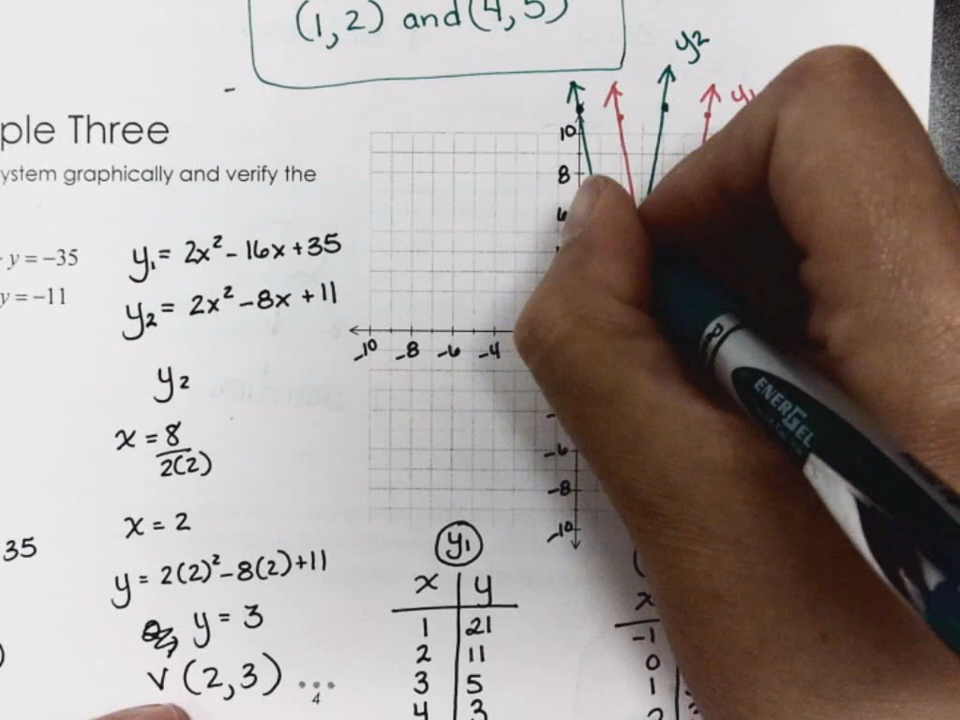 (1,2) and (4,5)
ple Three
ystem graphically and verify the
y = −35
y = −11
y₁ = 2x² - 16x + 35
y₂ = 2x² - 8x + 11
y₂
x = 8
2(2)
x = 2
y = 2(2)² - 8(2) + 11
y = 3
v (2,3)
35
4
y2
10
8
6
-10 -8 -6 -4
-6
-8
-10
y₁
x y
1 21
2 11
3 5
4 3
x
-1
0
1
2
ENERGEL